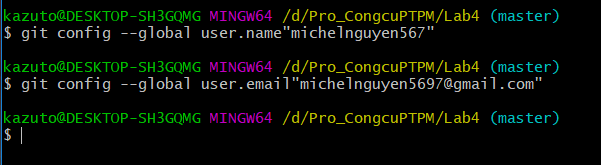 kazuto@DESKTOP-SH3GQMG MINGW64 /d/Pro_CongcuPTPM/Lab4 (master)
$ git config --global user.name"michelnguyen567"
kazuto@DESKTOP-SH3GQMG MINGW64 /d/Pro_CongcuPTPM/Lab4 (master)
$ git config --global user.email"michelnguyen5697@gmail.com"
kazuto@DESKTOP-SH3GQMG MINGW64 /d/Pro_CongcuPTPM/Lab4 (master)
$